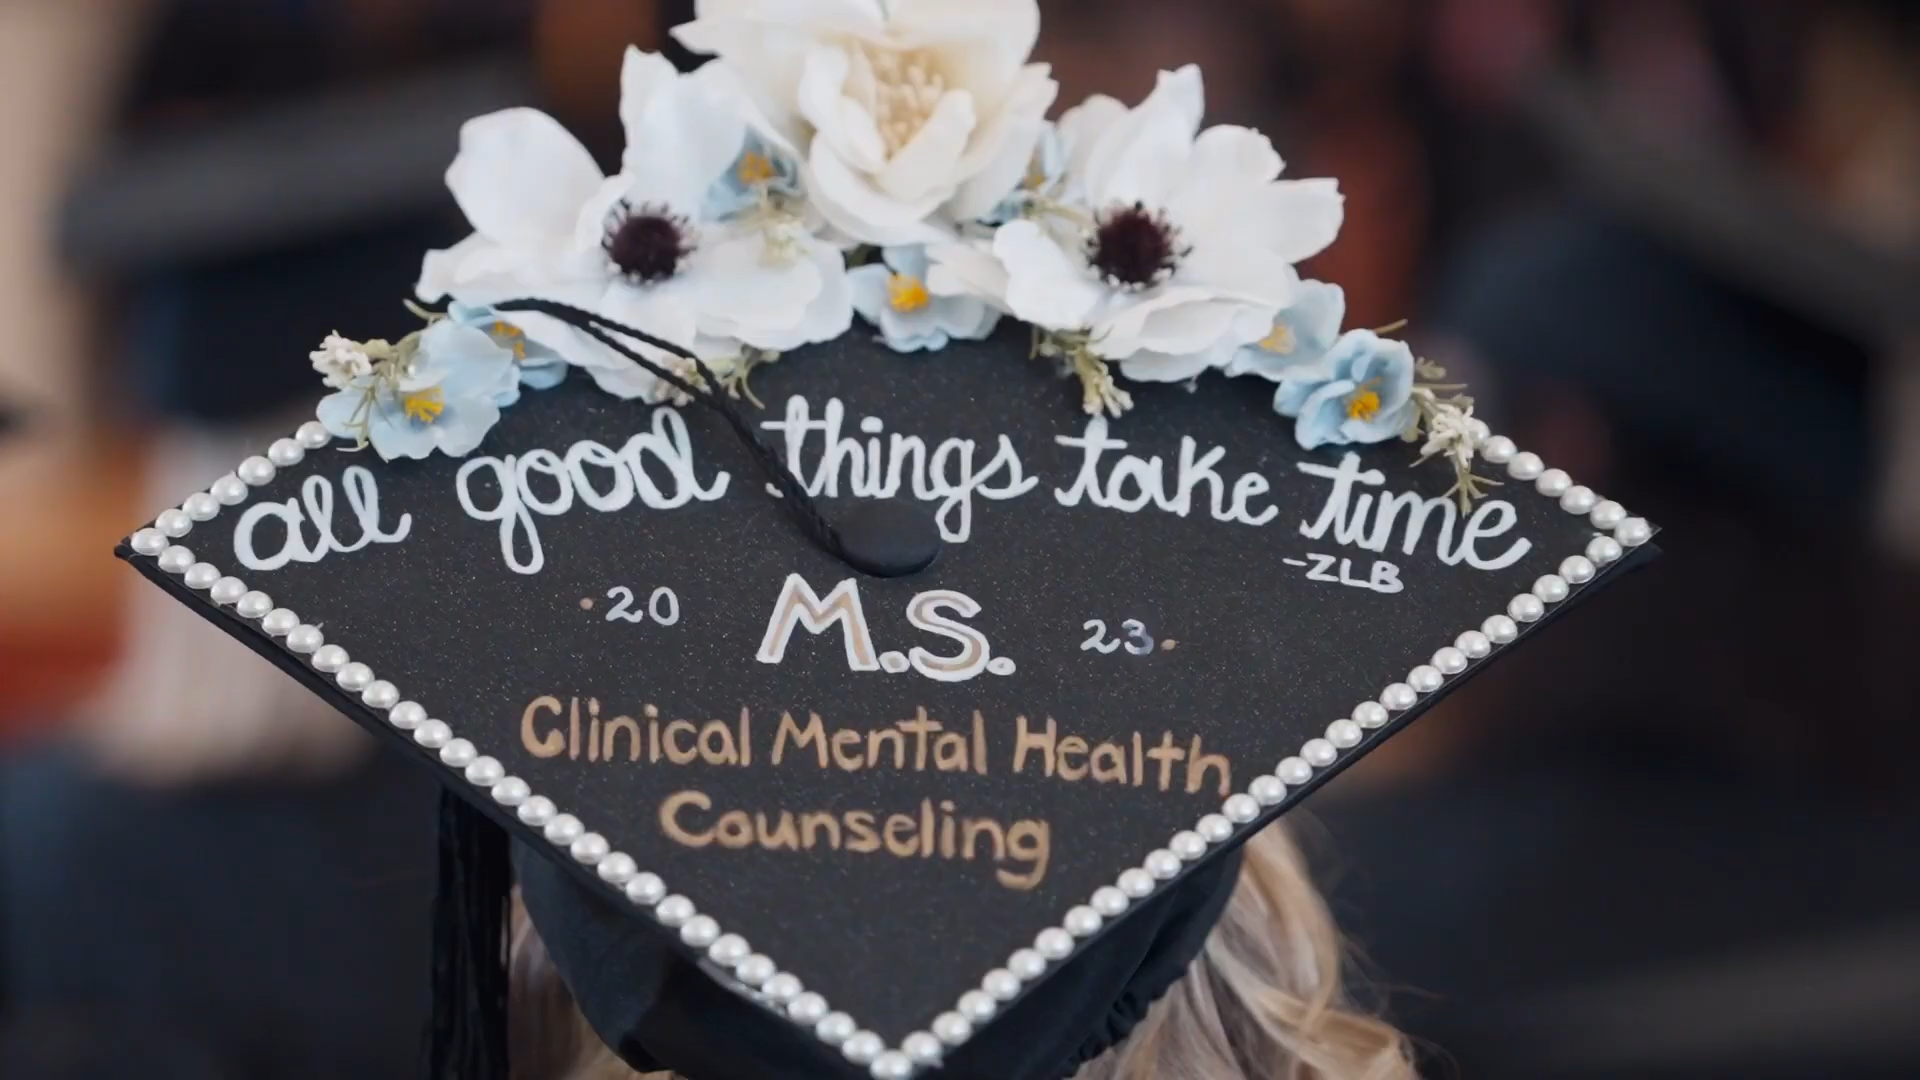 all good things take time
-ZLB
·20 M.S. 23·
Clinical Mental Health
Counseling